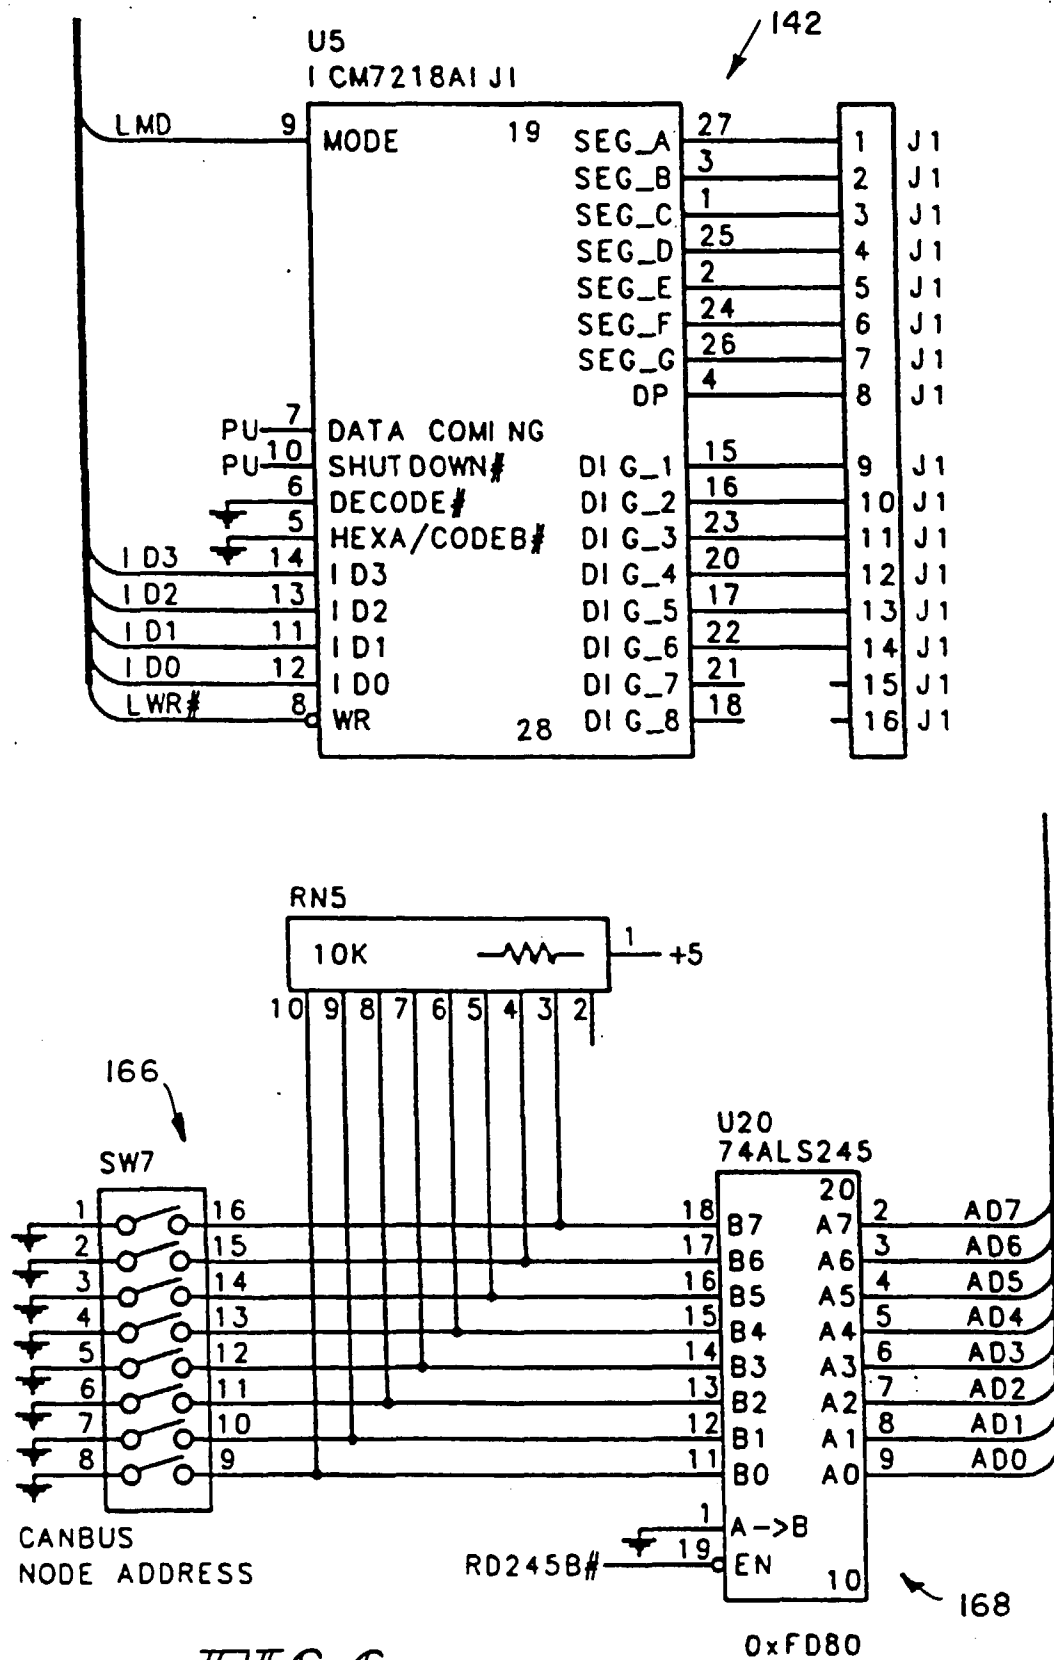 142
U5
ICM7218AIJI
LMD 9 MODE 19 SEG_A 27 1 J1
SEG_B 3 2 J1
SEG_C 1 3 J1
SEG_D 25 4 J1
SEG_E 2 5 J1
SEG_F 24 6 J1
SEG_G 26 7 J1
DP 4 8 J1
PU 7 DATA COMING
PU 10 SHUTDOWN# DIG_1 15 9 J1
6 DECODE# DIG_2 16 10 J1
5 HEXA/CODEB# DIG_3 23 11 J1
ID3 14 ID3 DIG_4 20 12 J1
ID2 13 ID2 DIG_5 17 13 J1
ID1 11 ID1 DIG_6 22 14 J1
ID0 12 ID0 DIG_7 21 15 J1
LWR# 8 WR 28 DIG_8 18 16 J1
RN5
10K 1 +5
10 9 8 7 6 5 4 3 2
166
SW7
U20
74ALS245
20
1 16 18 B7 A7 2 AD7
2 15 17 B6 A6 3 AD6
3 14 16 B5 A5 4 AD5
4 13 15 B4 A4 5 AD4
5 12 14 B3 A3 6 AD3
6 11 13 B2 A2 7 AD2
7 10 12 B1 A1 8 AD1
8 9 11 B0 A0 9 AD0
CANBUS
NODE ADDRESS
1 A->B
RD245B# 19 EN 10
168
0xFD80